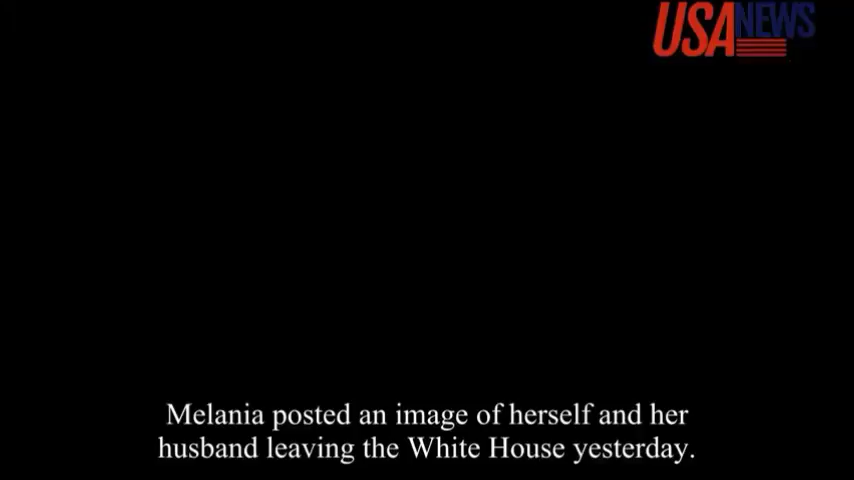 USANEWS
Melania posted an image of herself and her
husband leaving the White House yesterday.